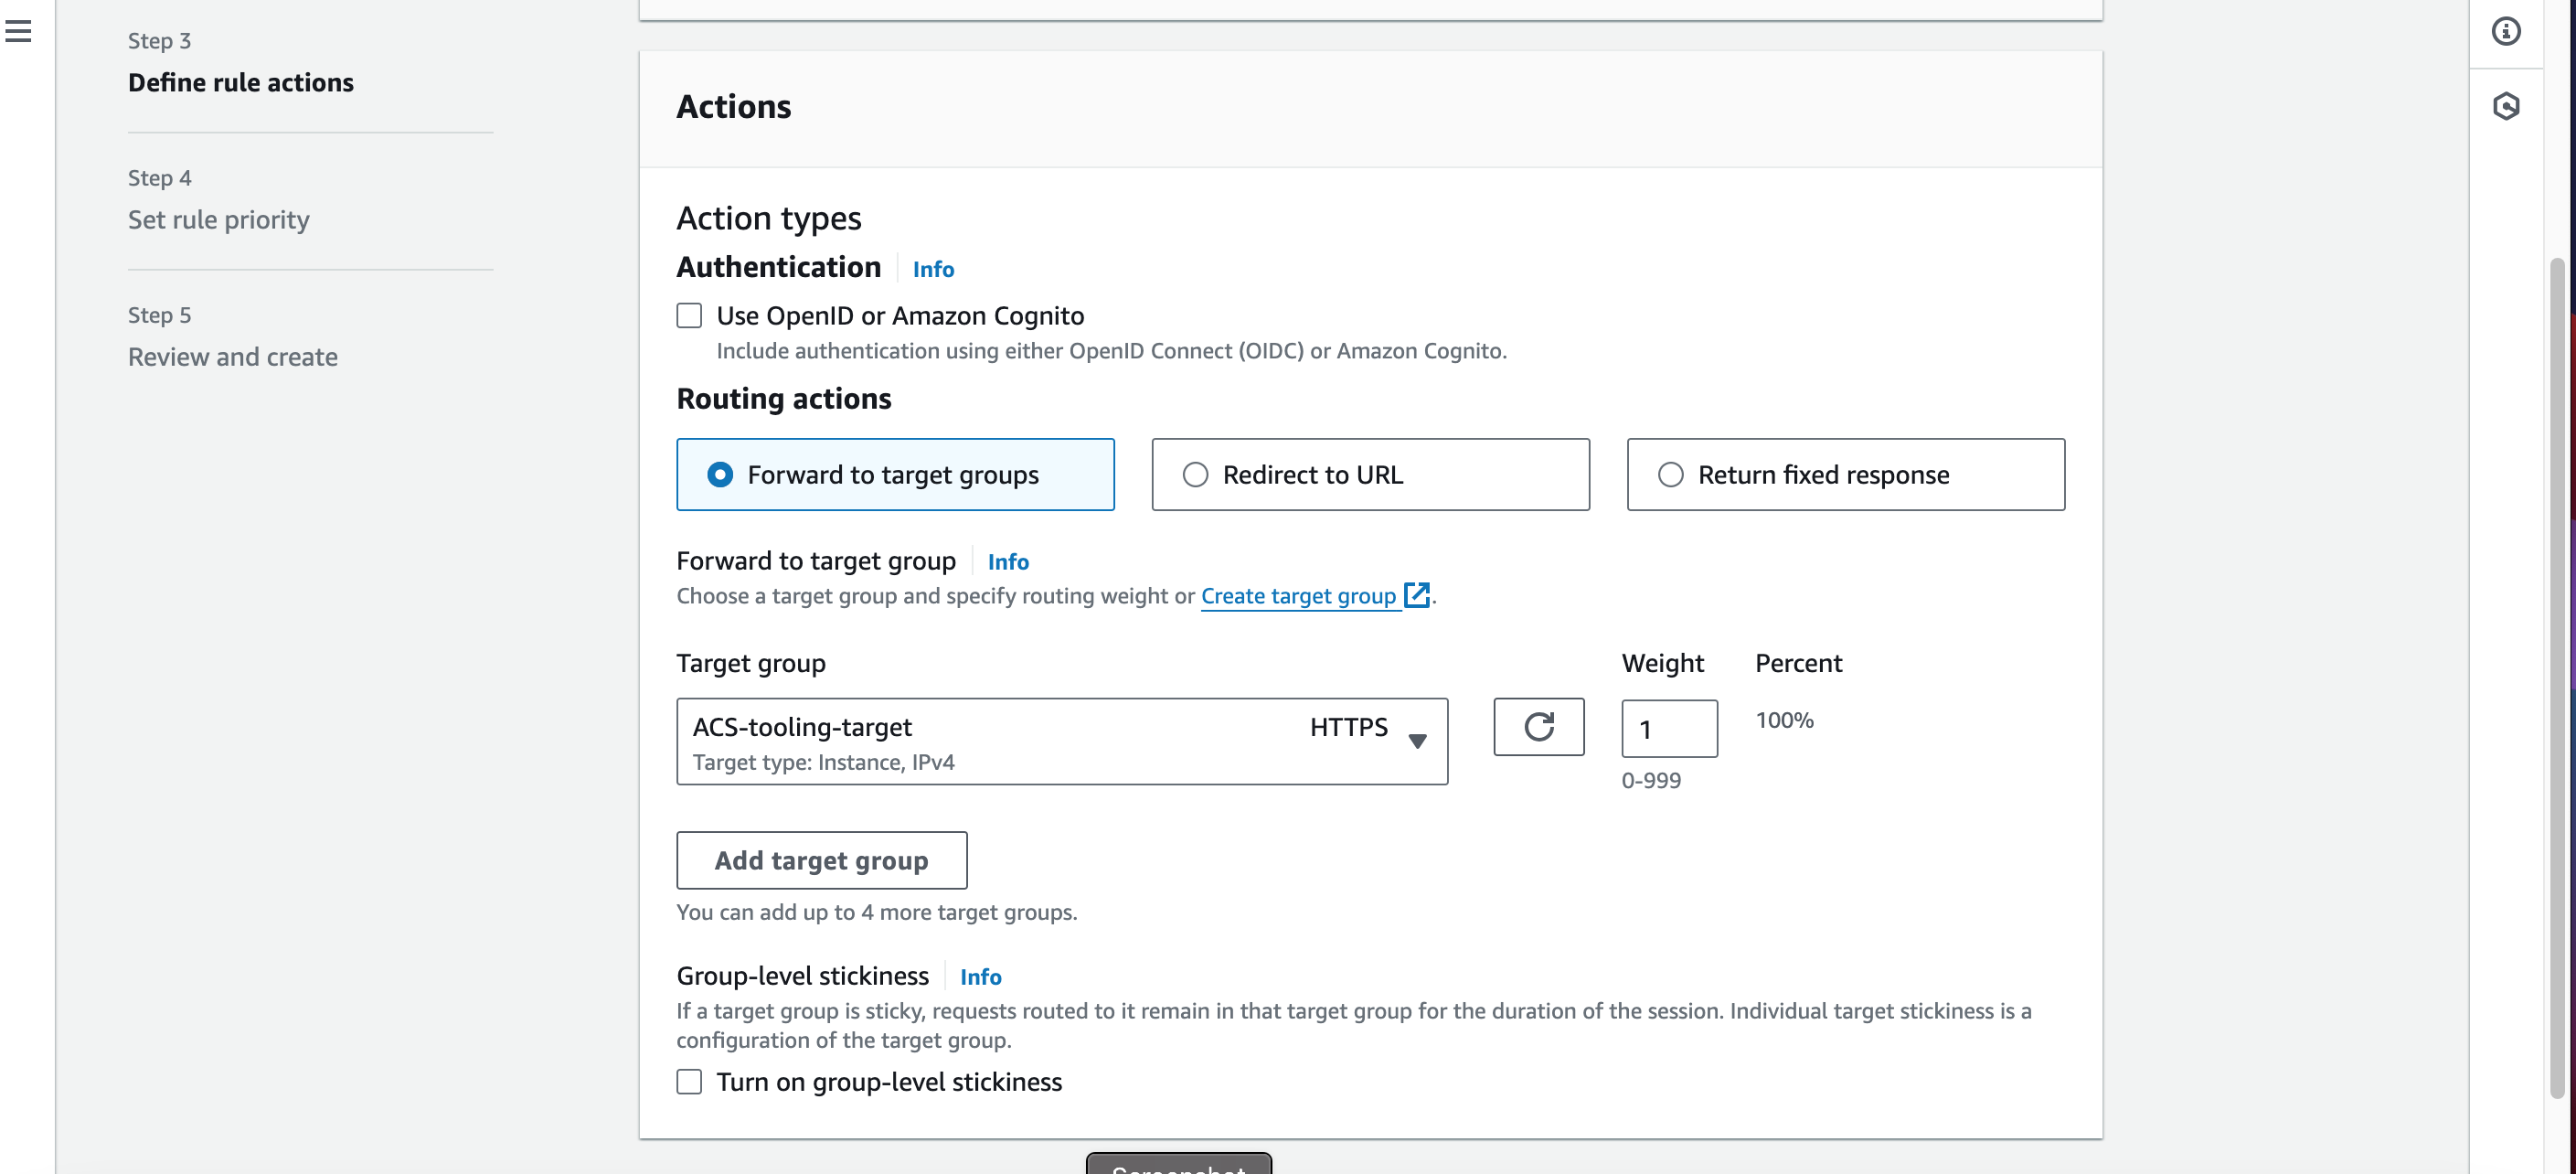 Step 3
Define rule actions
Step 4
Set rule priority
Step 5
Review and create
Actions
Action types
Authentication Info
Use OpenID or Amazon Cognito
Include authentication using either OpenID Connect (OIDC) or Amazon Cognito.
Routing actions
Forward to target groups
Redirect to URL
Return fixed response
Forward to target group Info
Choose a target group and specify routing weight or Create target group.
Target group
Weight
Percent
ACS-tooling-target HTTPS
Target type: Instance, IPv4
1
100%
0-999
Add target group
You can add up to 4 more target groups.
Group-level stickiness Info
If a target group is sticky, requests routed to it remain in that target group for the duration of the session. Individual target stickiness is a
configuration of the target group.
Turn on group-level stickiness
Screenshot